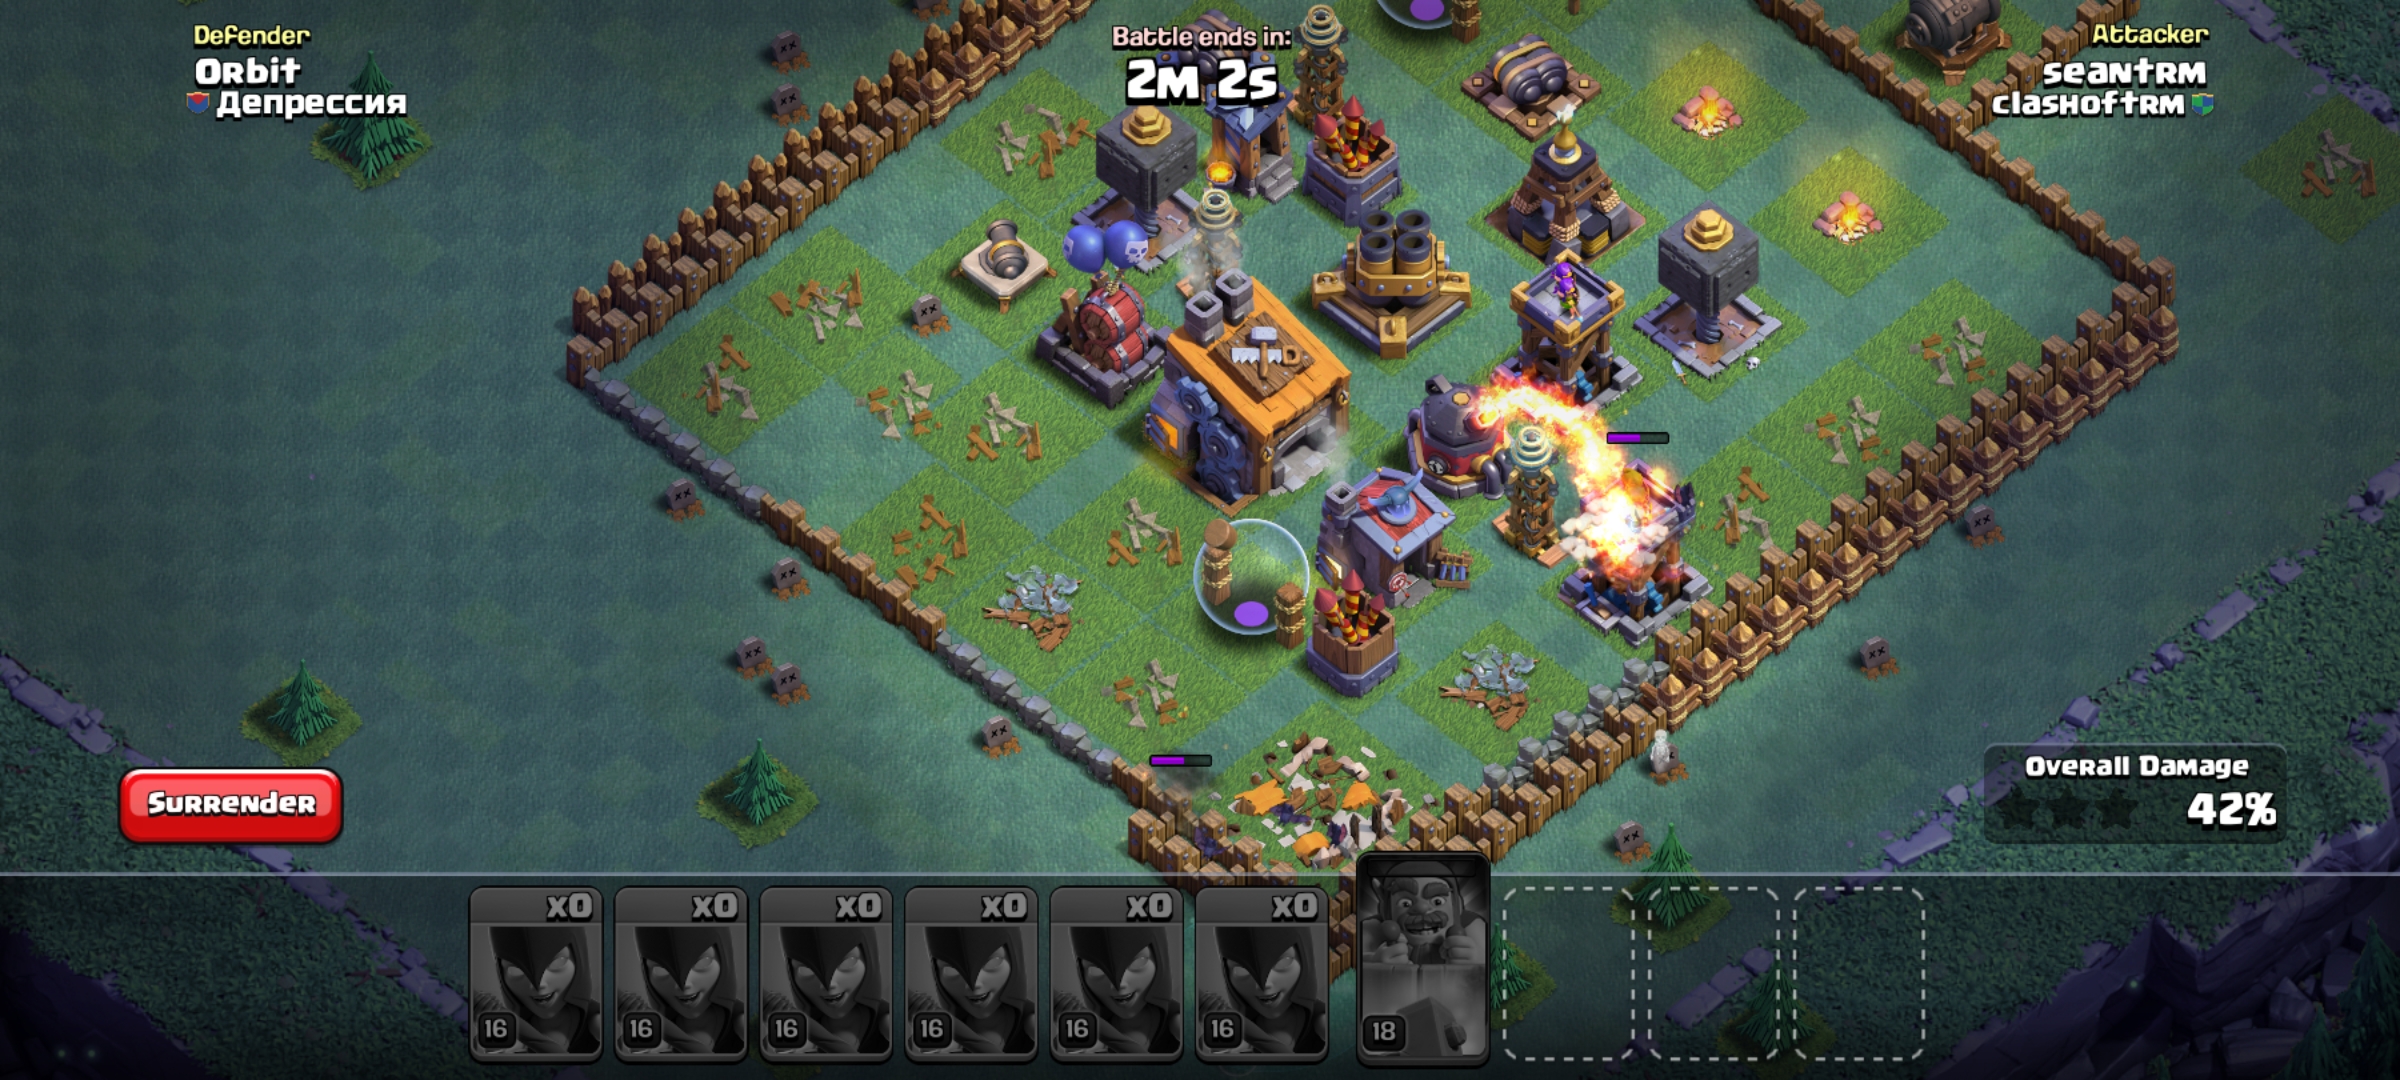 Defender
Orbit
Депрессия
Battle ends in:
2M 2s
Attacker
seantrm
clashoftrm
Surrender
Overall Damage
42%
x0
x0
x0
x0
x0
x0
16
16
16
16
16
16
18